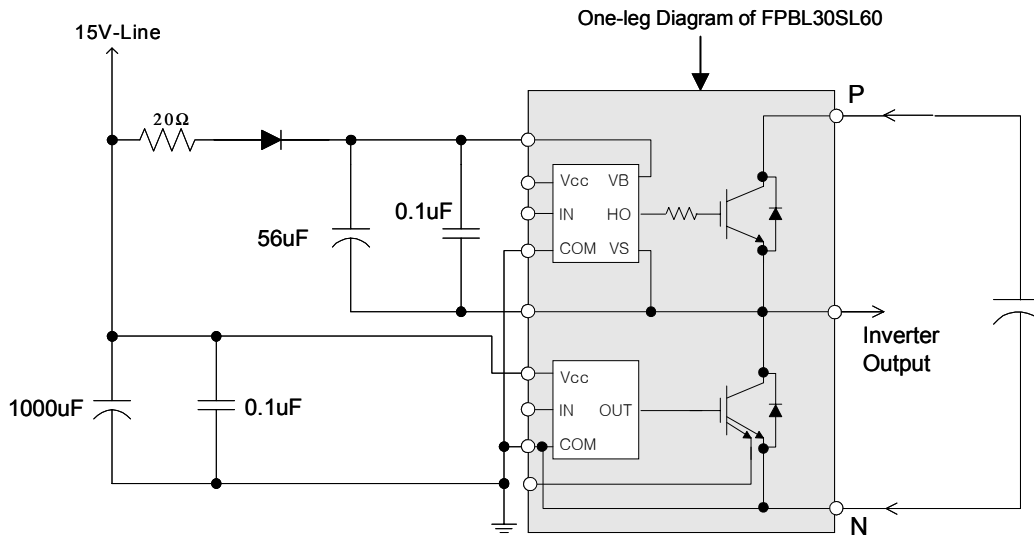 One-leg Diagram of FPBL30SL60
15V-Line
P
20Ω
Vcc VB
0.1uF
IN HO
56uF
COM VS
Inverter
Output
Vcc
1000uF
0.1uF
IN OUT
COM
N